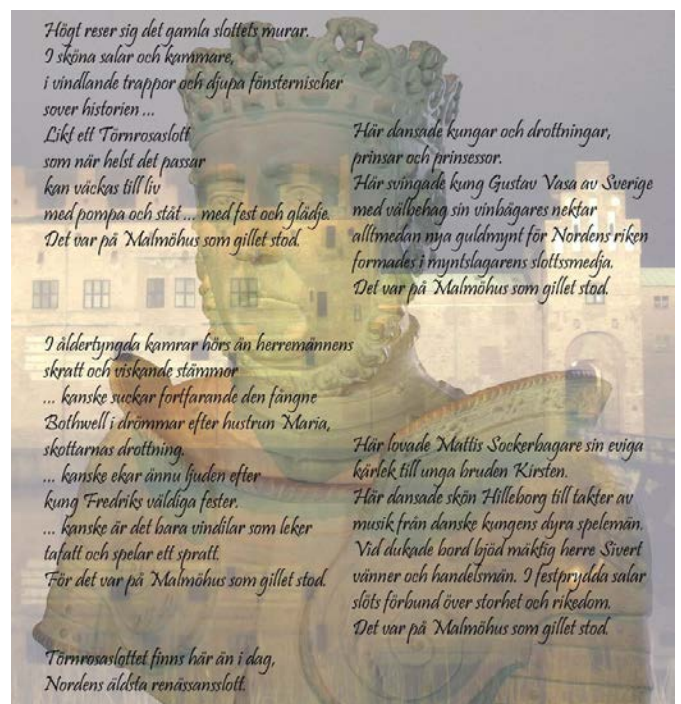 Högt reser sig det gamla slottets murar.
I sköna salar och kammare,
i vindlande trappor och djupa fönsternischer
sover historien ...
Likt ett Törnrosaslott
som när helst det passar
kan väckas till liv
med pompa och ståt ... med fest och glädje.
Det var på Malmöhus som gillet stod.
Här dansade kungar och drottningar,
prinsar och prinsessor.
Här svingade kung Gustav Vasa av Sverige
med välbehag sin vinbägares nektar
alltmedan nya guldmynt för Nordens riken
formades i myntslagarens slottssmedja.
Det var på Malmöhus som gillet stod.
I åldertyngda kamrar hörs än herremännens
skratt och viskande stämmor
... kanske suckar fortfarande den fångne
Bothwell i drömmar efter hustrun Maria,
skottarnas drottning.
... kanske ekar ännu ljuden efter
kung Fredriks väldiga fester.
... kanske är det bara vindilar som leker
tafatt och spelar ett spratt.
För det var på Malmöhus som gillet stod.
Här lovade Mattis Sockerbagare sin eviga
kärlek till unga bruden Kirsten.
Här dansade skön Hilleborg till takter av
musik från danske kungens dyra spelemän.
Vid dukade bord bjöd mäktig herre Sivert
vänner och handelsmän. I festprydda salar
slöts förbund över storhet och rikedom.
Det var på Malmöhus som gillet stod.
Törnrosaslottet finns här än i dag,
Nordens äldsta renässansslott.